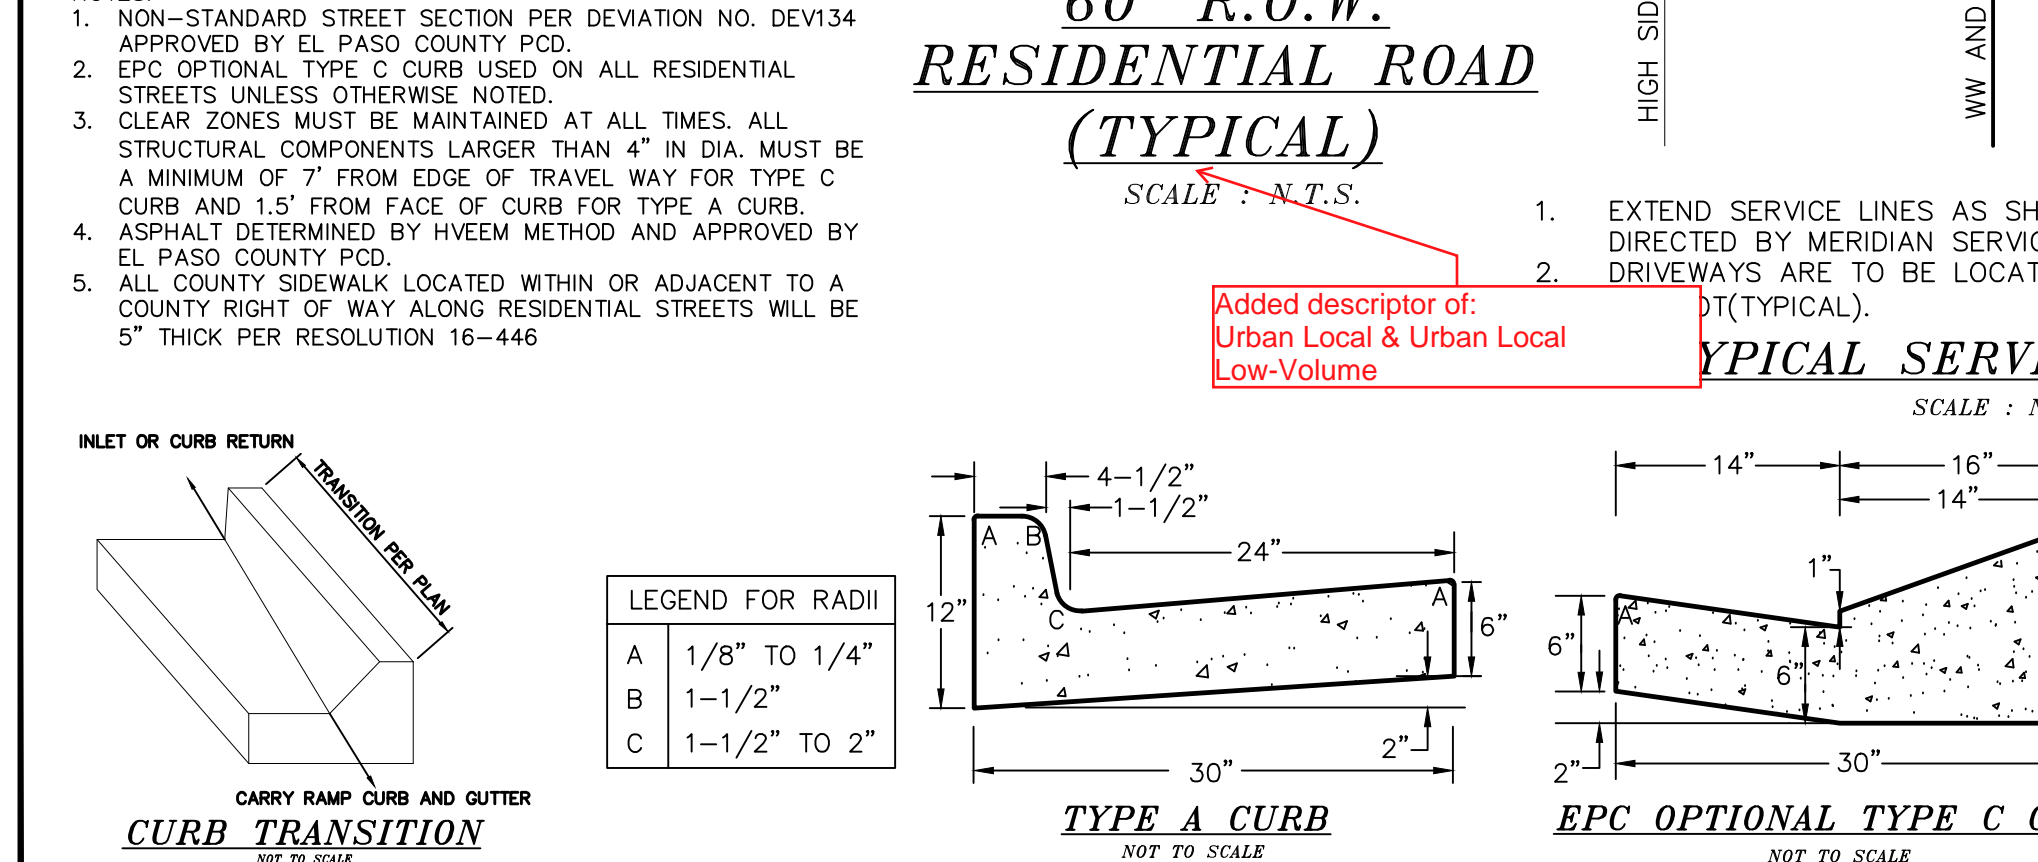 1. NON-STANDARD STREET SECTION PER DEVIATION NO. DEV134
APPROVED BY EL PASO COUNTY PCD.
2. EPC OPTIONAL TYPE C CURB USED ON ALL RESIDENTIAL
STREETS UNLESS OTHERWISE NOTED.
3. CLEAR ZONES MUST BE MAINTAINED AT ALL TIMES. ALL
STRUCTURAL COMPONENTS LARGER THAN 4" IN DIA. MUST BE
A MINIMUM OF 7' FROM EDGE OF TRAVEL WAY FOR TYPE C
CURB AND 1.5' FROM FACE OF CURB FOR TYPE A CURB.
4. ASPHALT DETERMINED BY HVEEM METHOD AND APPROVED BY
EL PASO COUNTY PCD.
5. ALL COUNTY SIDEWALK LOCATED WITHIN OR ADJACENT TO A
COUNTY RIGHT OF WAY ALONG RESIDENTIAL STREETS WILL BE
5" THICK PER RESOLUTION 16-446
60' R.O.W.
RESIDENTIAL ROAD
(TYPICAL)
SCALE : N.T.S.
HIGH SID
WW AND
Added descriptor of:
Urban Local & Urban Local
Low-Volume
1. EXTEND SERVICE LINES AS SH
DIRECTED BY MERIDIAN SERVIC
2. DRIVEWAYS ARE TO BE LOCAT
OT(TYPICAL).
YPICAL SERVI
SCALE : N
INLET OR CURB RETURN
TRANSITION PER PLAN
CARRY RAMP CURB AND GUTTER
CURB TRANSITION
NOT TO SCALE
LEGEND FOR RADII
A 1/8" TO 1/4"
B 1-1/2"
C 1-1/2" TO 2"
4-1/2"
1-1/2"
A B
24"
12"
C
A
6"
2"
30"
TYPE A CURB
NOT TO SCALE
14" 16"
14"
1"
A
6"
6"
2"
30"
EPC OPTIONAL TYPE C C
NOT TO SCALE